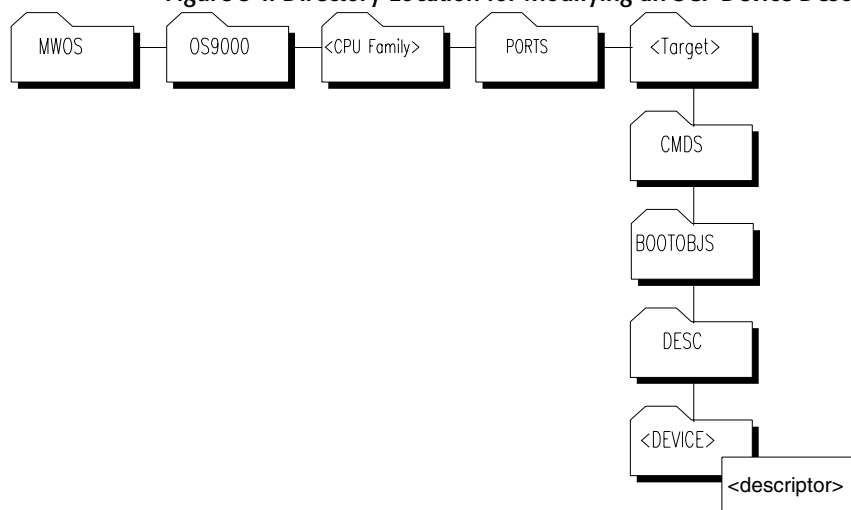 MWOS OS9000 <CPU Family> PORTS <Target>
CMDS
BOOTOBJS
DESC
<DEVICE>
<descriptor>